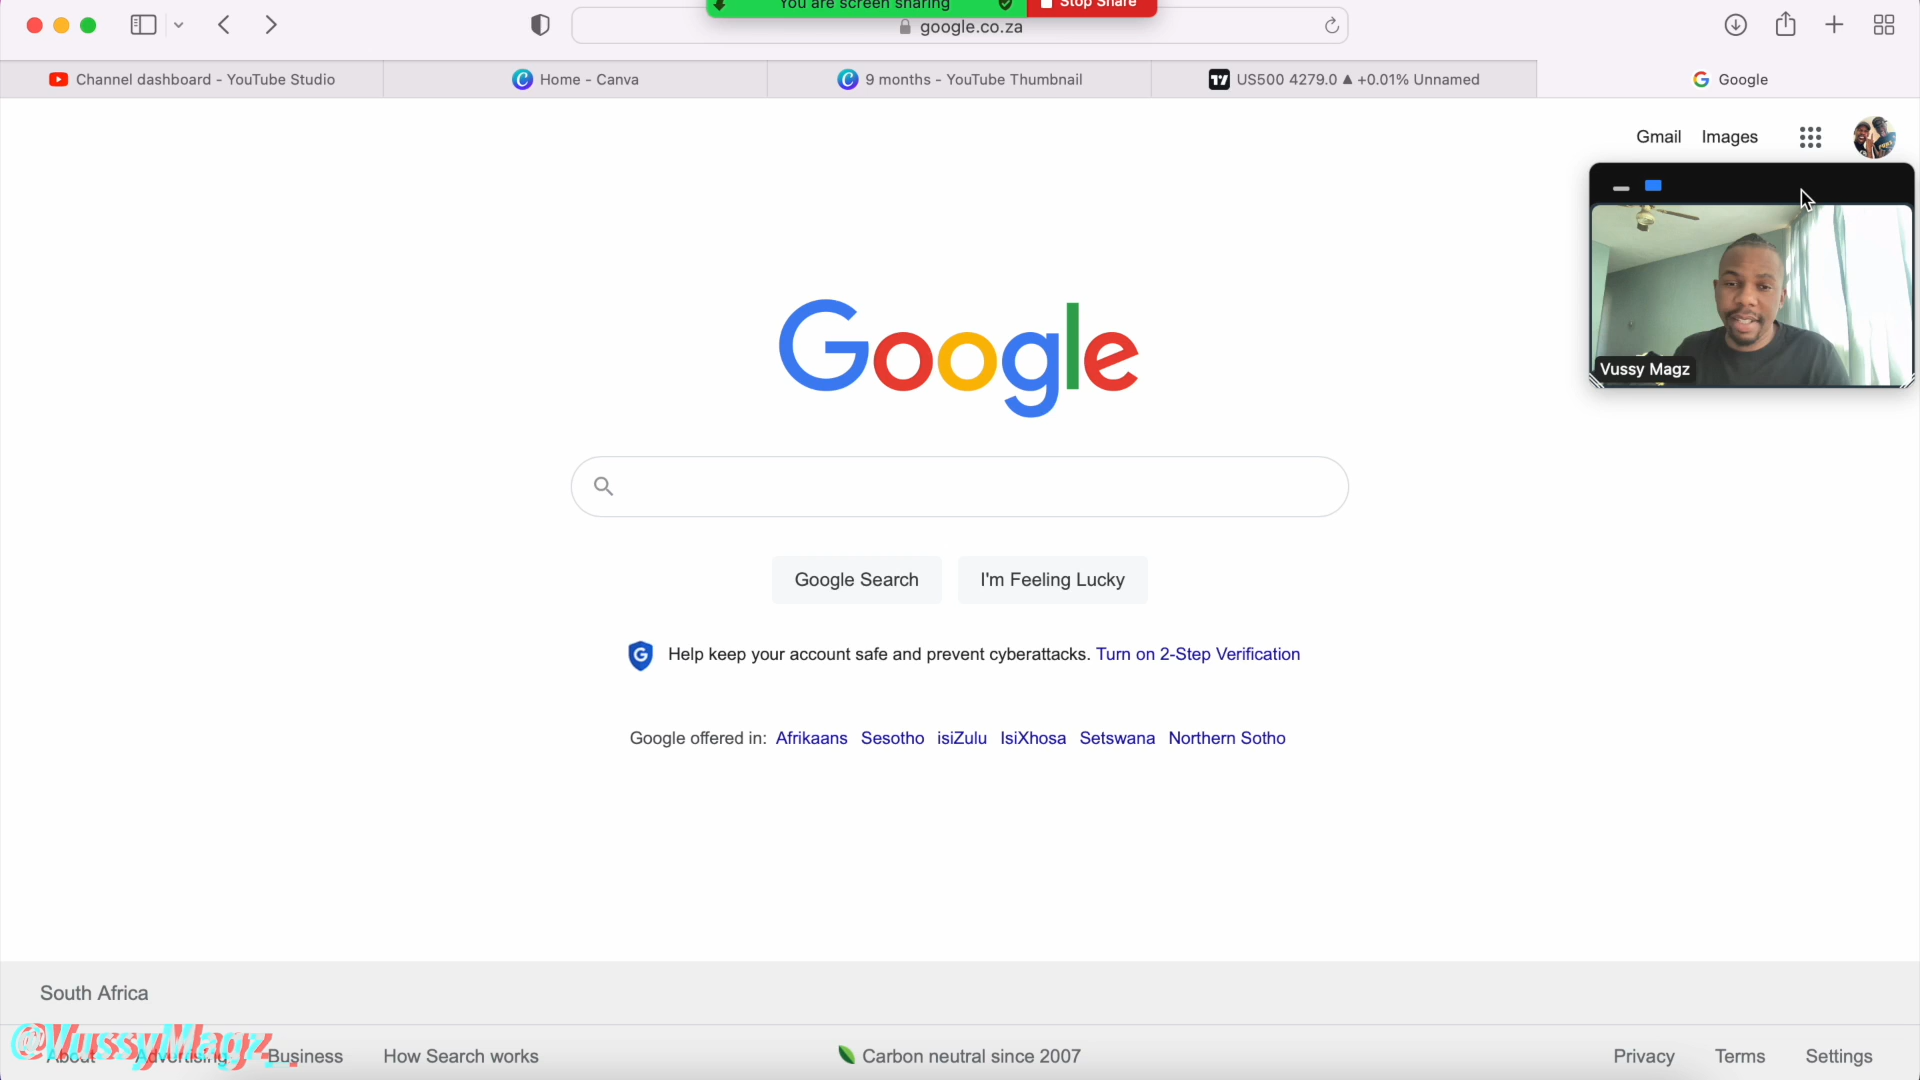 You are screen sharing
Stop Share
google.co.za
Channel dashboard - YouTube Studio
Home - Canva
9 months - YouTube Thumbnail
US500 4279.0 ▲ +0.01% Unnamed
Google
Gmail Images
Vussy Magz
Google
Google Search
I'm Feeling Lucky
Help keep your account safe and prevent cyberattacks. Turn on 2-Step Verification
Google offered in: Afrikaans Sesotho isiZulu IsiXhosa Setswana Northern Sotho
South Africa
@VussyMagz
About Advertising Business How Search works
Carbon neutral since 2007
Privacy Terms Settings